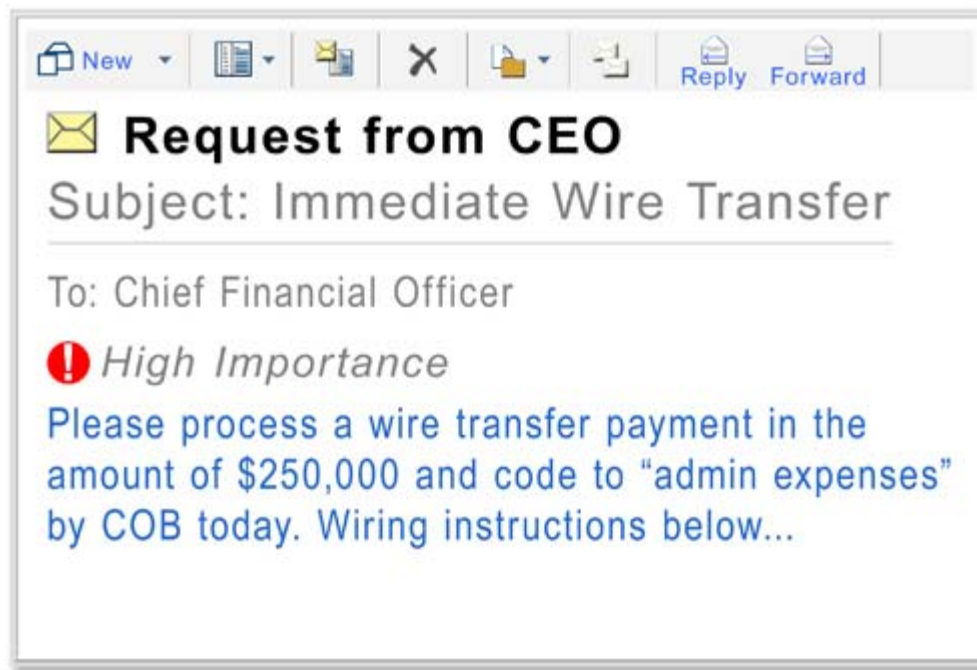 New
Reply Forward
Request from CEO
Subject: Immediate Wire Transfer
To: Chief Financial Officer
! High Importance
Please process a wire transfer payment in the
amount of $250,000 and code to “admin expenses”
by COB today. Wiring instructions below...